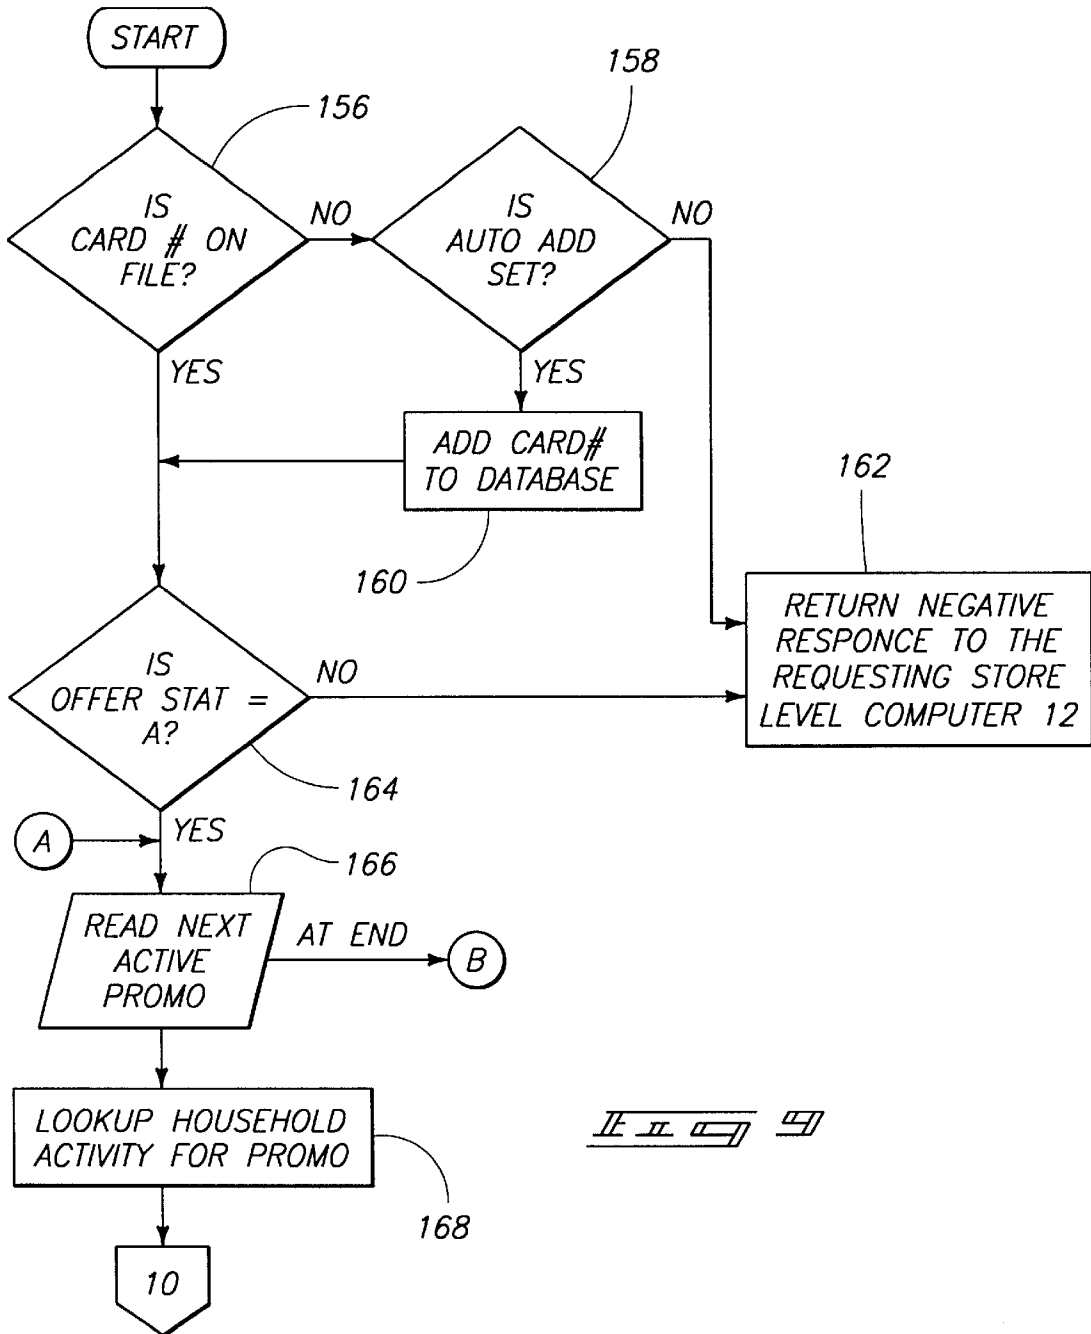 START
156
158
IS
CARD # ON
FILE?
NO
IS
AUTO ADD
SET?
NO
YES
YES
ADD CARD#
TO DATABASE
160
162
RETURN NEGATIVE
RESPONCE TO THE
REQUESTING STORE
LEVEL COMPUTER 12
IS
OFFER STAT =
A?
NO
164
A
YES
166
READ NEXT
ACTIVE
PROMO
AT END
B
LOOKUP HOUSEHOLD
ACTIVITY FOR PROMO
168
FIG 9
10